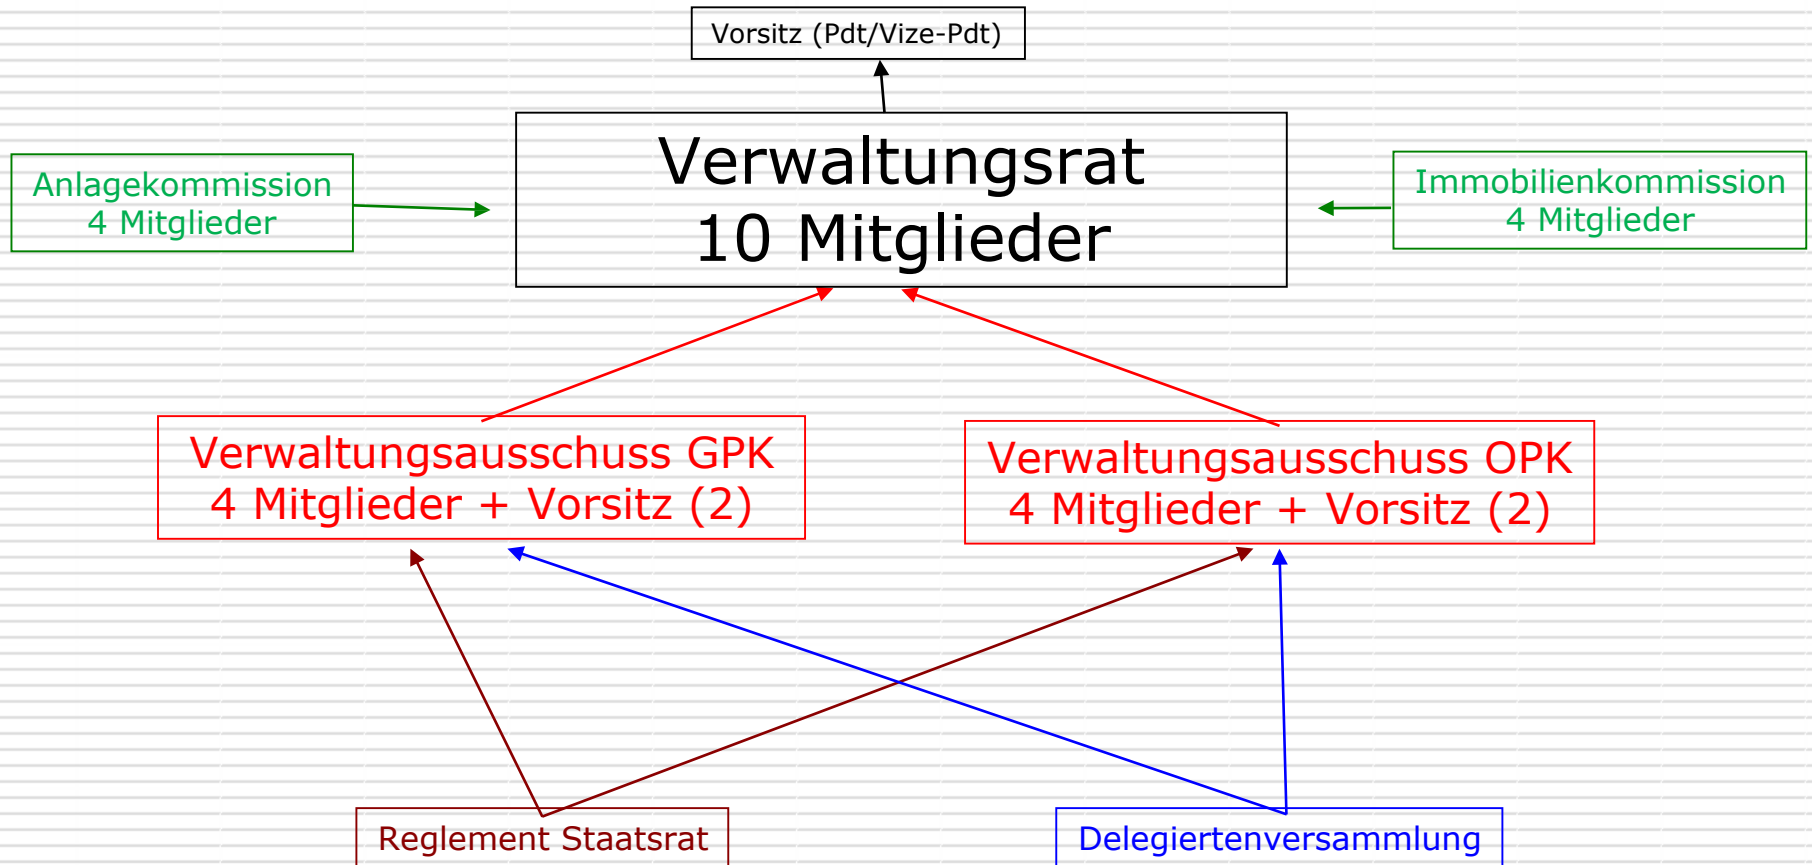 Vorsitz (Pdt/Vize-Pdt)
Verwaltungsrat
10 Mitglieder
Anlagekommission
4 Mitglieder
Immobilienkommission
4 Mitglieder
Verwaltungsausschuss GPK
4 Mitglieder + Vorsitz (2)
Verwaltungsausschuss OPK
4 Mitglieder + Vorsitz (2)
Reglement Staatsrat
Delegiertenversammlung